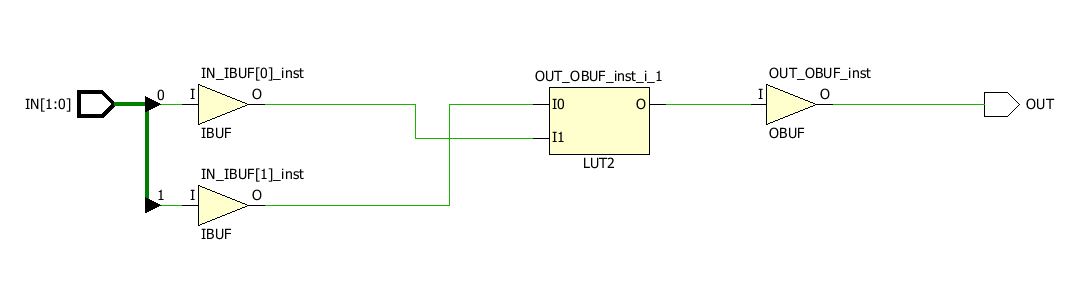 IN_IBUF[0]_inst
OUT_OBUF_inst_i_1
OUT_OBUF_inst
IN[1:0]
0
I
O
IBUF
I0
O
I1
LUT2
I
O
OBUF
OUT
IN_IBUF[1]_inst
1
I
O
IBUF